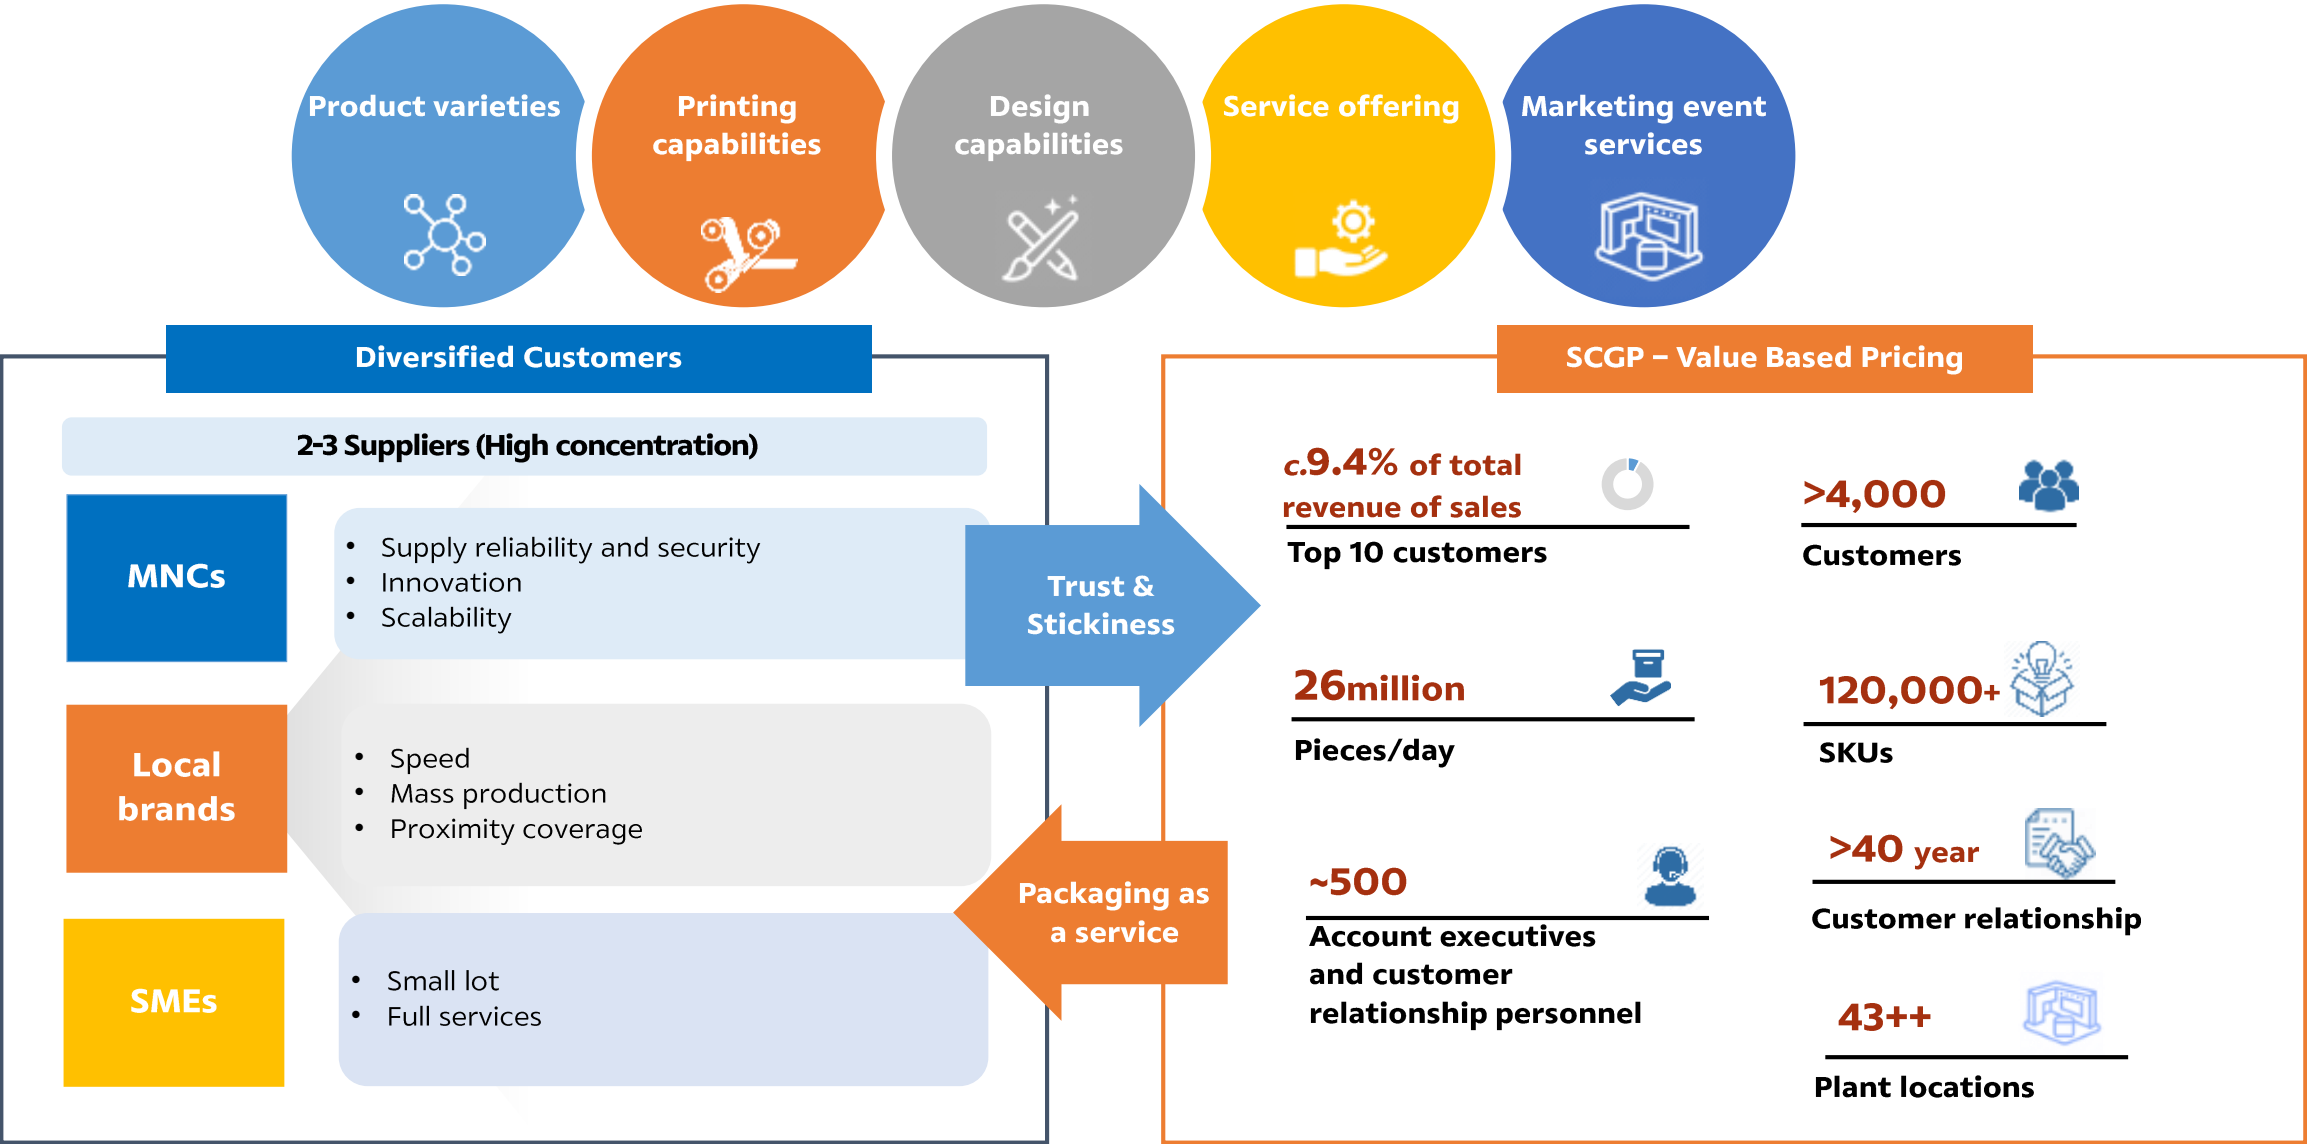 Product varieties
Printing
capabilities
Design
capabilities
Service offering
Marketing event
services
Diversified Customers
2-3 Suppliers (High concentration)
MNCs
• Supply reliability and security
• Innovation
• Scalability
Local
brands
• Speed
• Mass production
• Proximity coverage
SMEs
• Small lot
• Full services
Trust &
Stickiness
Packaging as
a service
SCGP – Value Based Pricing
c.9.4% of total
revenue of sales
Top 10 customers
>4,000
Customers
26million
Pieces/day
120,000+
SKUs
~500
Account executives
and customer
relationship personnel
>40 year
Customer relationship
43++
Plant locations